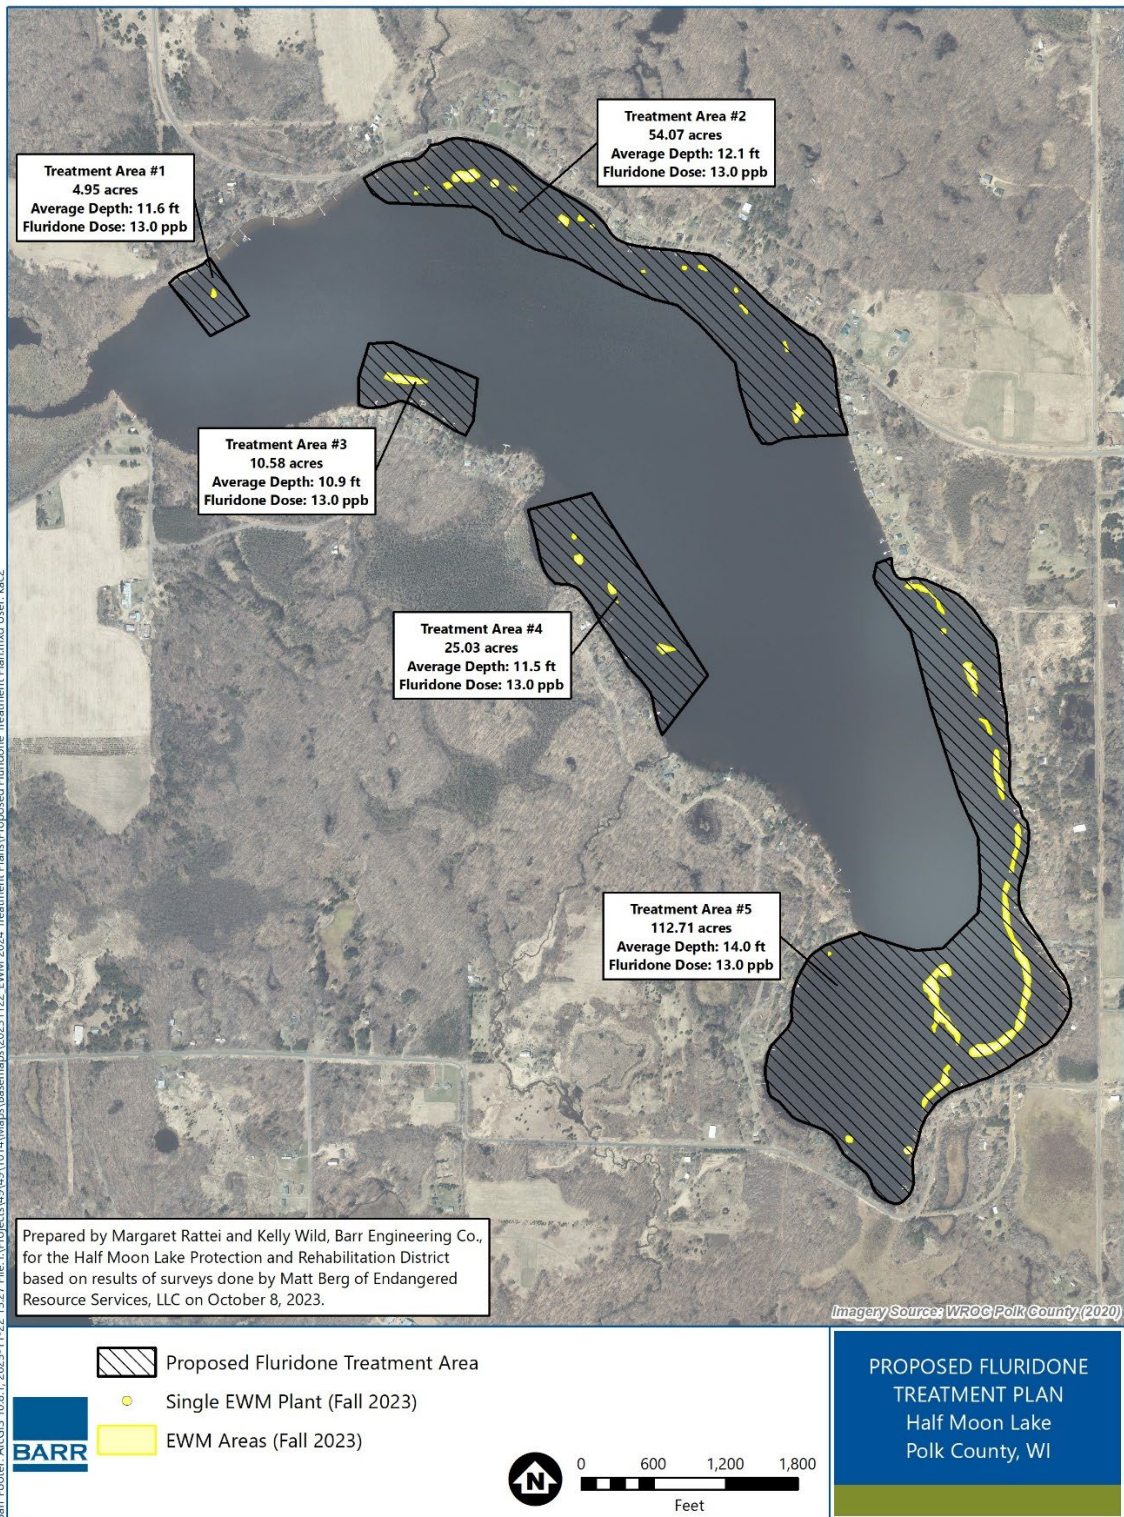 Treatment Area #2
54.07 acres
Average Depth: 12.1 ft
Fluridone Dose: 13.0 ppb
Treatment Area #1
4.95 acres
Average Depth: 11.6 ft
Fluridone Dose: 13.0 ppb
Treatment Area #3
10.58 acres
Average Depth: 10.9 ft
Fluridone Dose: 13.0 ppb
Treatment Area #4
25.03 acres
Average Depth: 11.5 ft
Fluridone Dose: 13.0 ppb
Treatment Area #5
112.71 acres
Average Depth: 14.0 ft
Fluridone Dose: 13.0 ppb
Prepared by Margaret Rattei and Kelly Wild, Barr Engineering Co.,
for the Half Moon Lake Protection and Rehabilitation District
based on results of surveys done by Matt Berg of Endangered
Resource Services, LLC on October 8, 2023.
Imagery Source: WROC Polk County (2020)
Proposed Fluridone Treatment Area
Single EWM Plant (Fall 2023)
EWM Areas (Fall 2023)
BARR
N
0 600 1,200 1,800
Feet
PROPOSED FLURIDONE
TREATMENT PLAN
Half Moon Lake
Polk County, WI